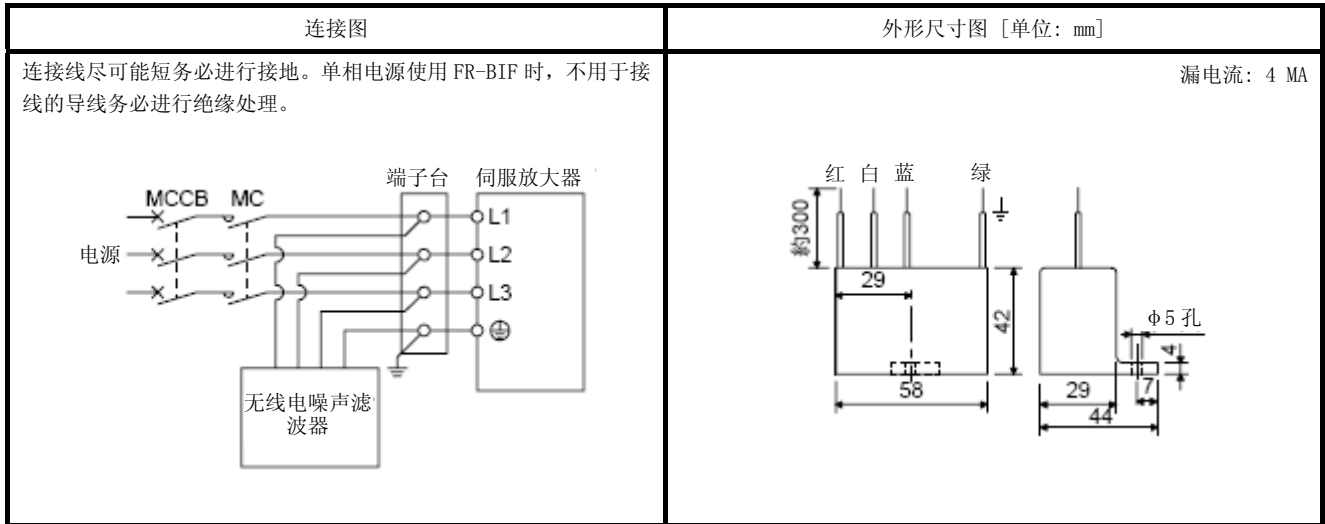 连接图
外形尺寸图 [单位: mm]
连接线尽可能短务必进行接地。单相电源使用 FR-BIF 时，不用于接
线的导线务必进行绝缘处理。
漏电流: 4 MA
端子台
伺服放大器
MCCB
MC
L1
电源
L2
L3
无线电噪声滤
波器
红 白 蓝 绿
約300
29
42
58
φ5孔
4
29
7
44